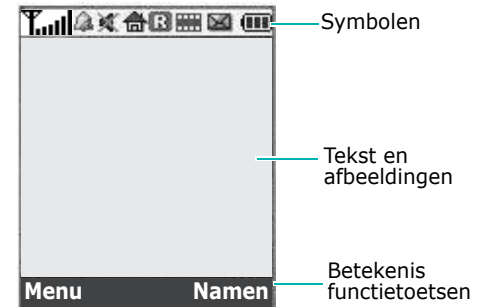 R
Symbolen
Tekst en
afbeeldingen
Betekenis
functietoetsen
Menu Namen